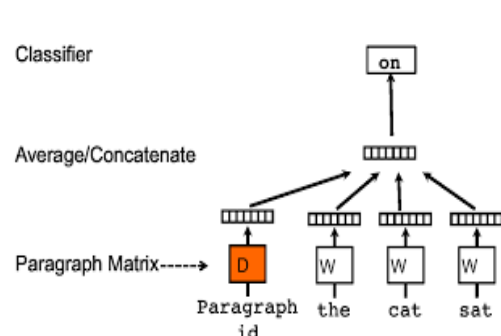 Classifier
on
Average/Concatenate
Paragraph Matrix
D
W
W
W
Paragraph
id
the
cat
sat